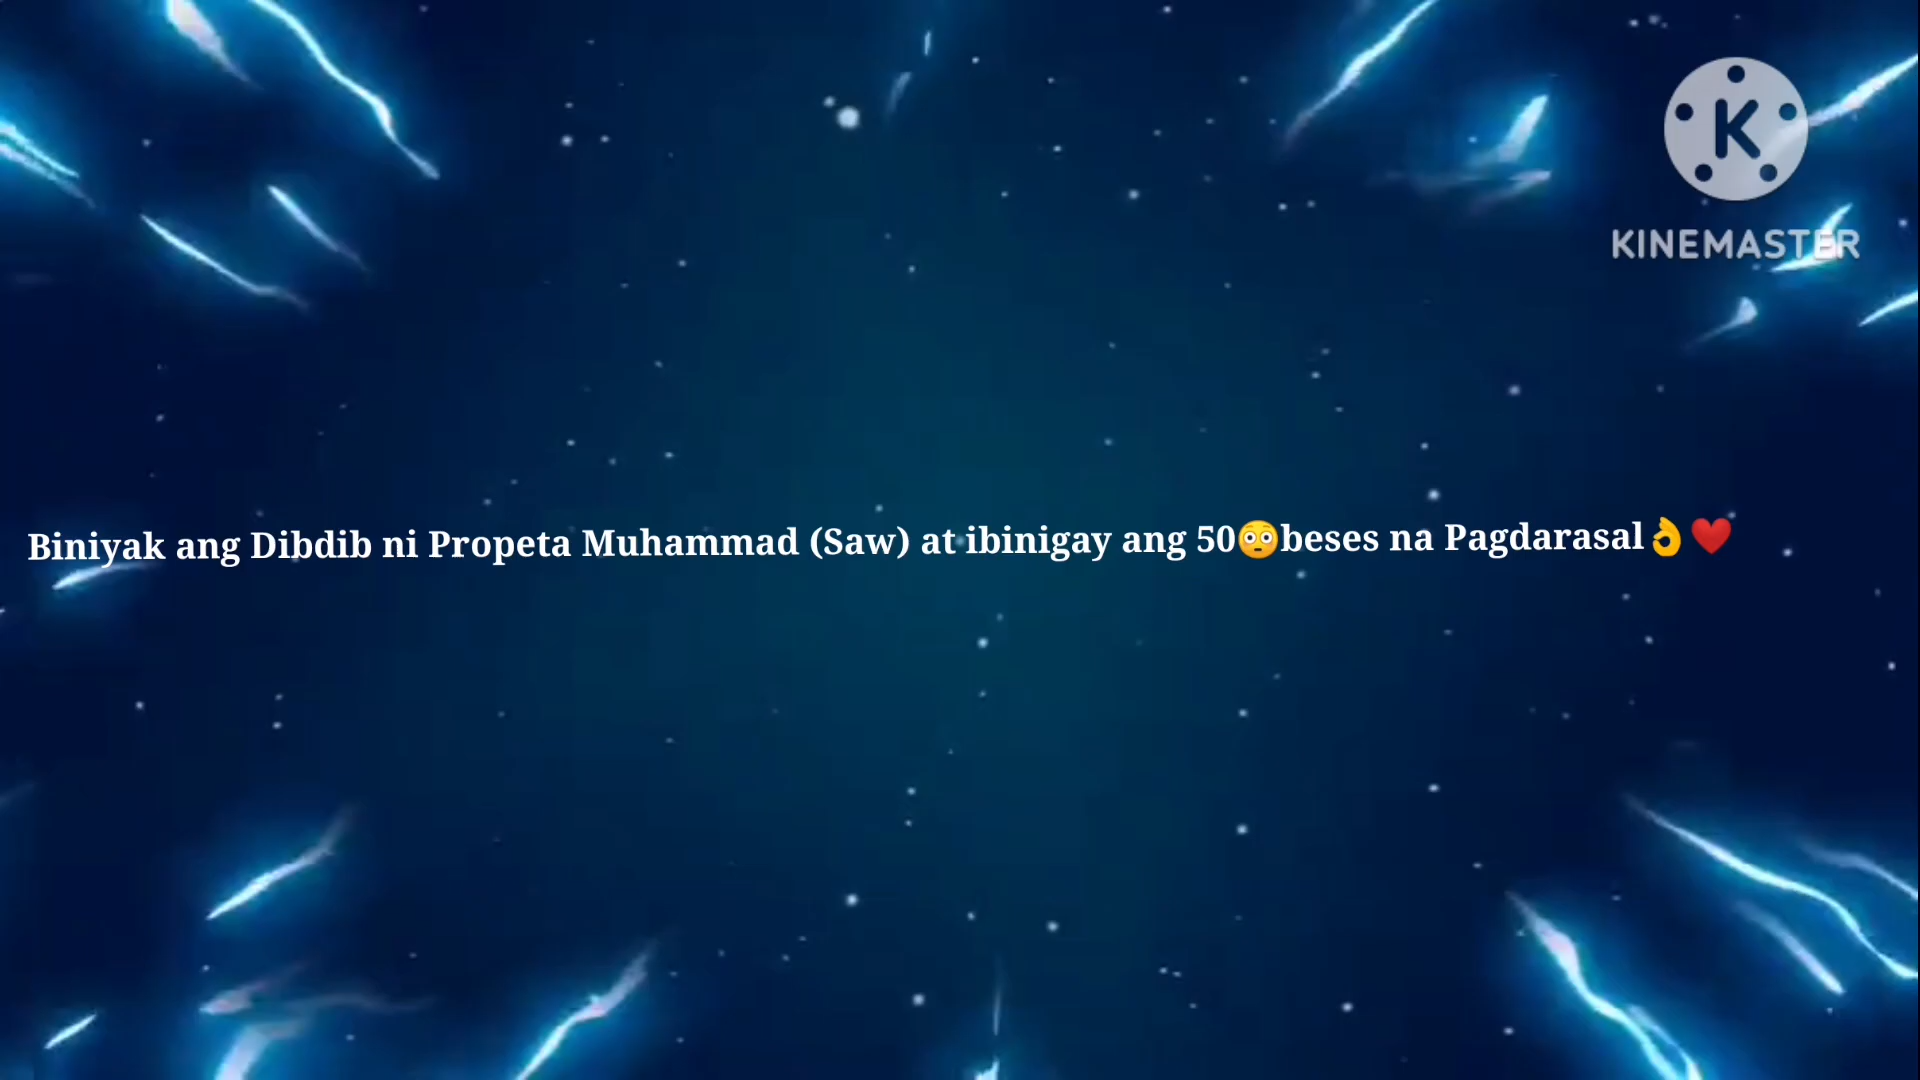 K
KINEMASTER
Biniyak ang Dibdib ni Propeta Muhammad (Saw) at ibinigay ang 50😳beses na Pagdarasal👌❤️